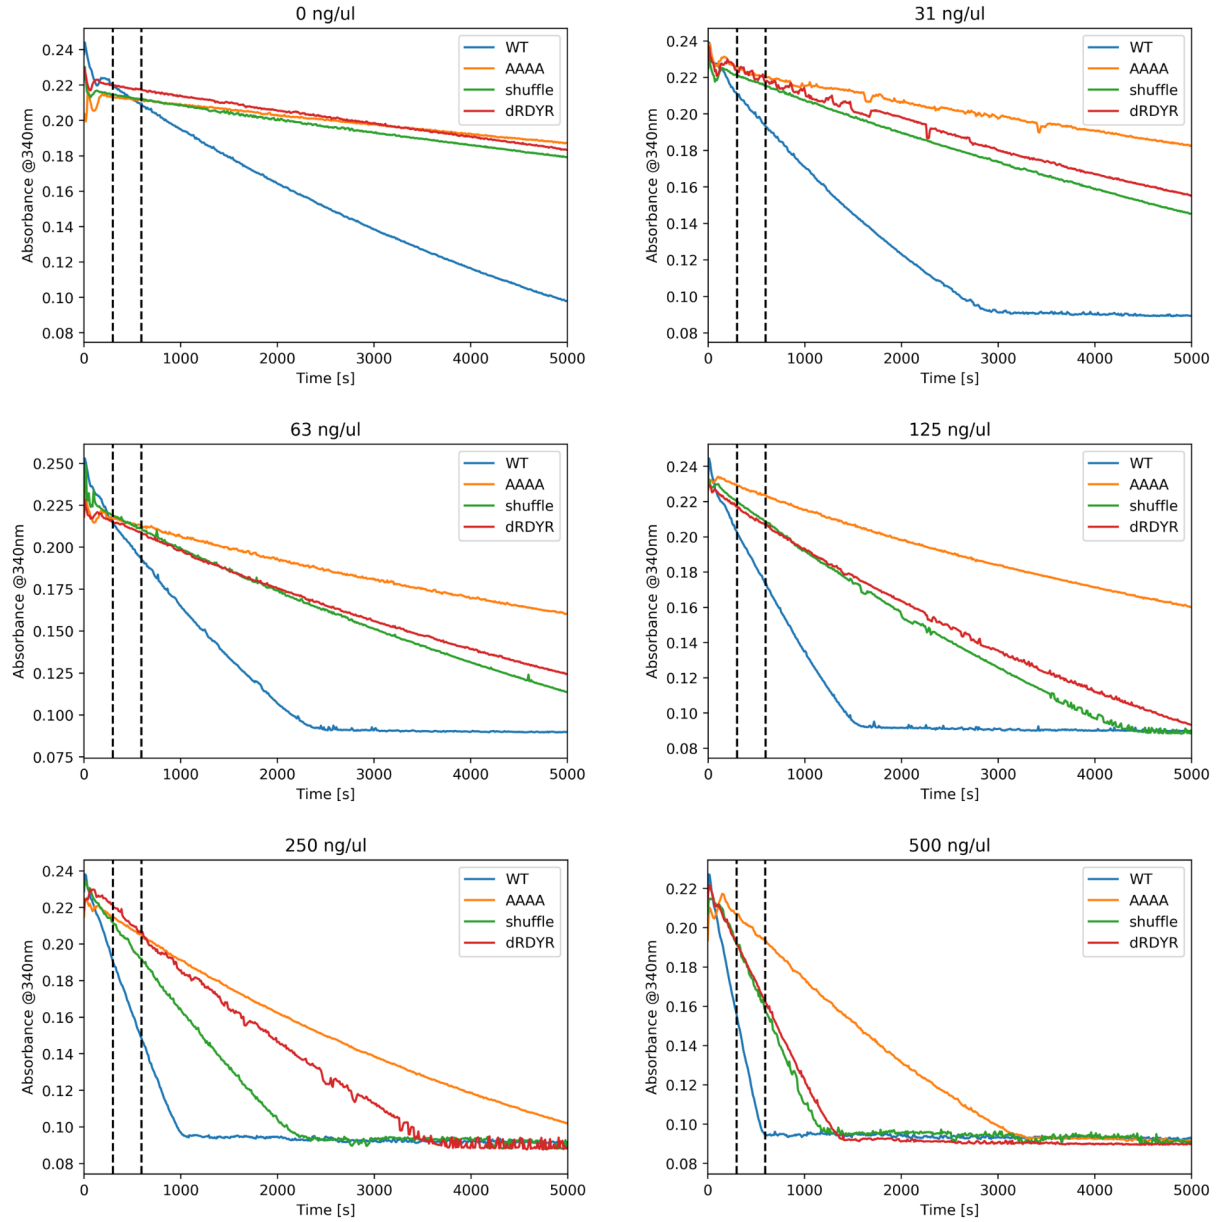 0 ng/ul
0.24
0.22
0.20
0.18
0.16
0.14
0.12
0.10
0.08
Absorbance @340nm
WT
AAAA
shuffle
dRDYR
0 1000 2000 3000 4000 5000
Time [s]
31 ng/ul
0.24
0.22
0.20
0.18
0.16
0.14
0.12
0.10
0.08
Absorbance @340nm
WT
AAAA
shuffle
dRDYR
0 1000 2000 3000 4000 5000
Time [s]
63 ng/ul
0.250
0.225
0.200
0.175
0.150
0.125
0.100
0.075
Absorbance @340nm
WT
AAAA
shuffle
dRDYR
0 1000 2000 3000 4000 5000
Time [s]
125 ng/ul
0.24
0.22
0.20
0.18
0.16
0.14
0.12
0.10
0.08
Absorbance @340nm
WT
AAAA
shuffle
dRDYR
0 1000 2000 3000 4000 5000
Time [s]
250 ng/ul
0.24
0.22
0.20
0.18
0.16
0.14
0.12
0.10
0.08
Absorbance @340nm
WT
AAAA
shuffle
dRDYR
0 1000 2000 3000 4000 5000
Time [s]
500 ng/ul
0.22
0.20
0.18
0.16
0.14
0.12
0.10
0.08
Absorbance @340nm
WT
AAAA
shuffle
dRDYR
0 1000 2000 3000 4000 5000
Time [s]